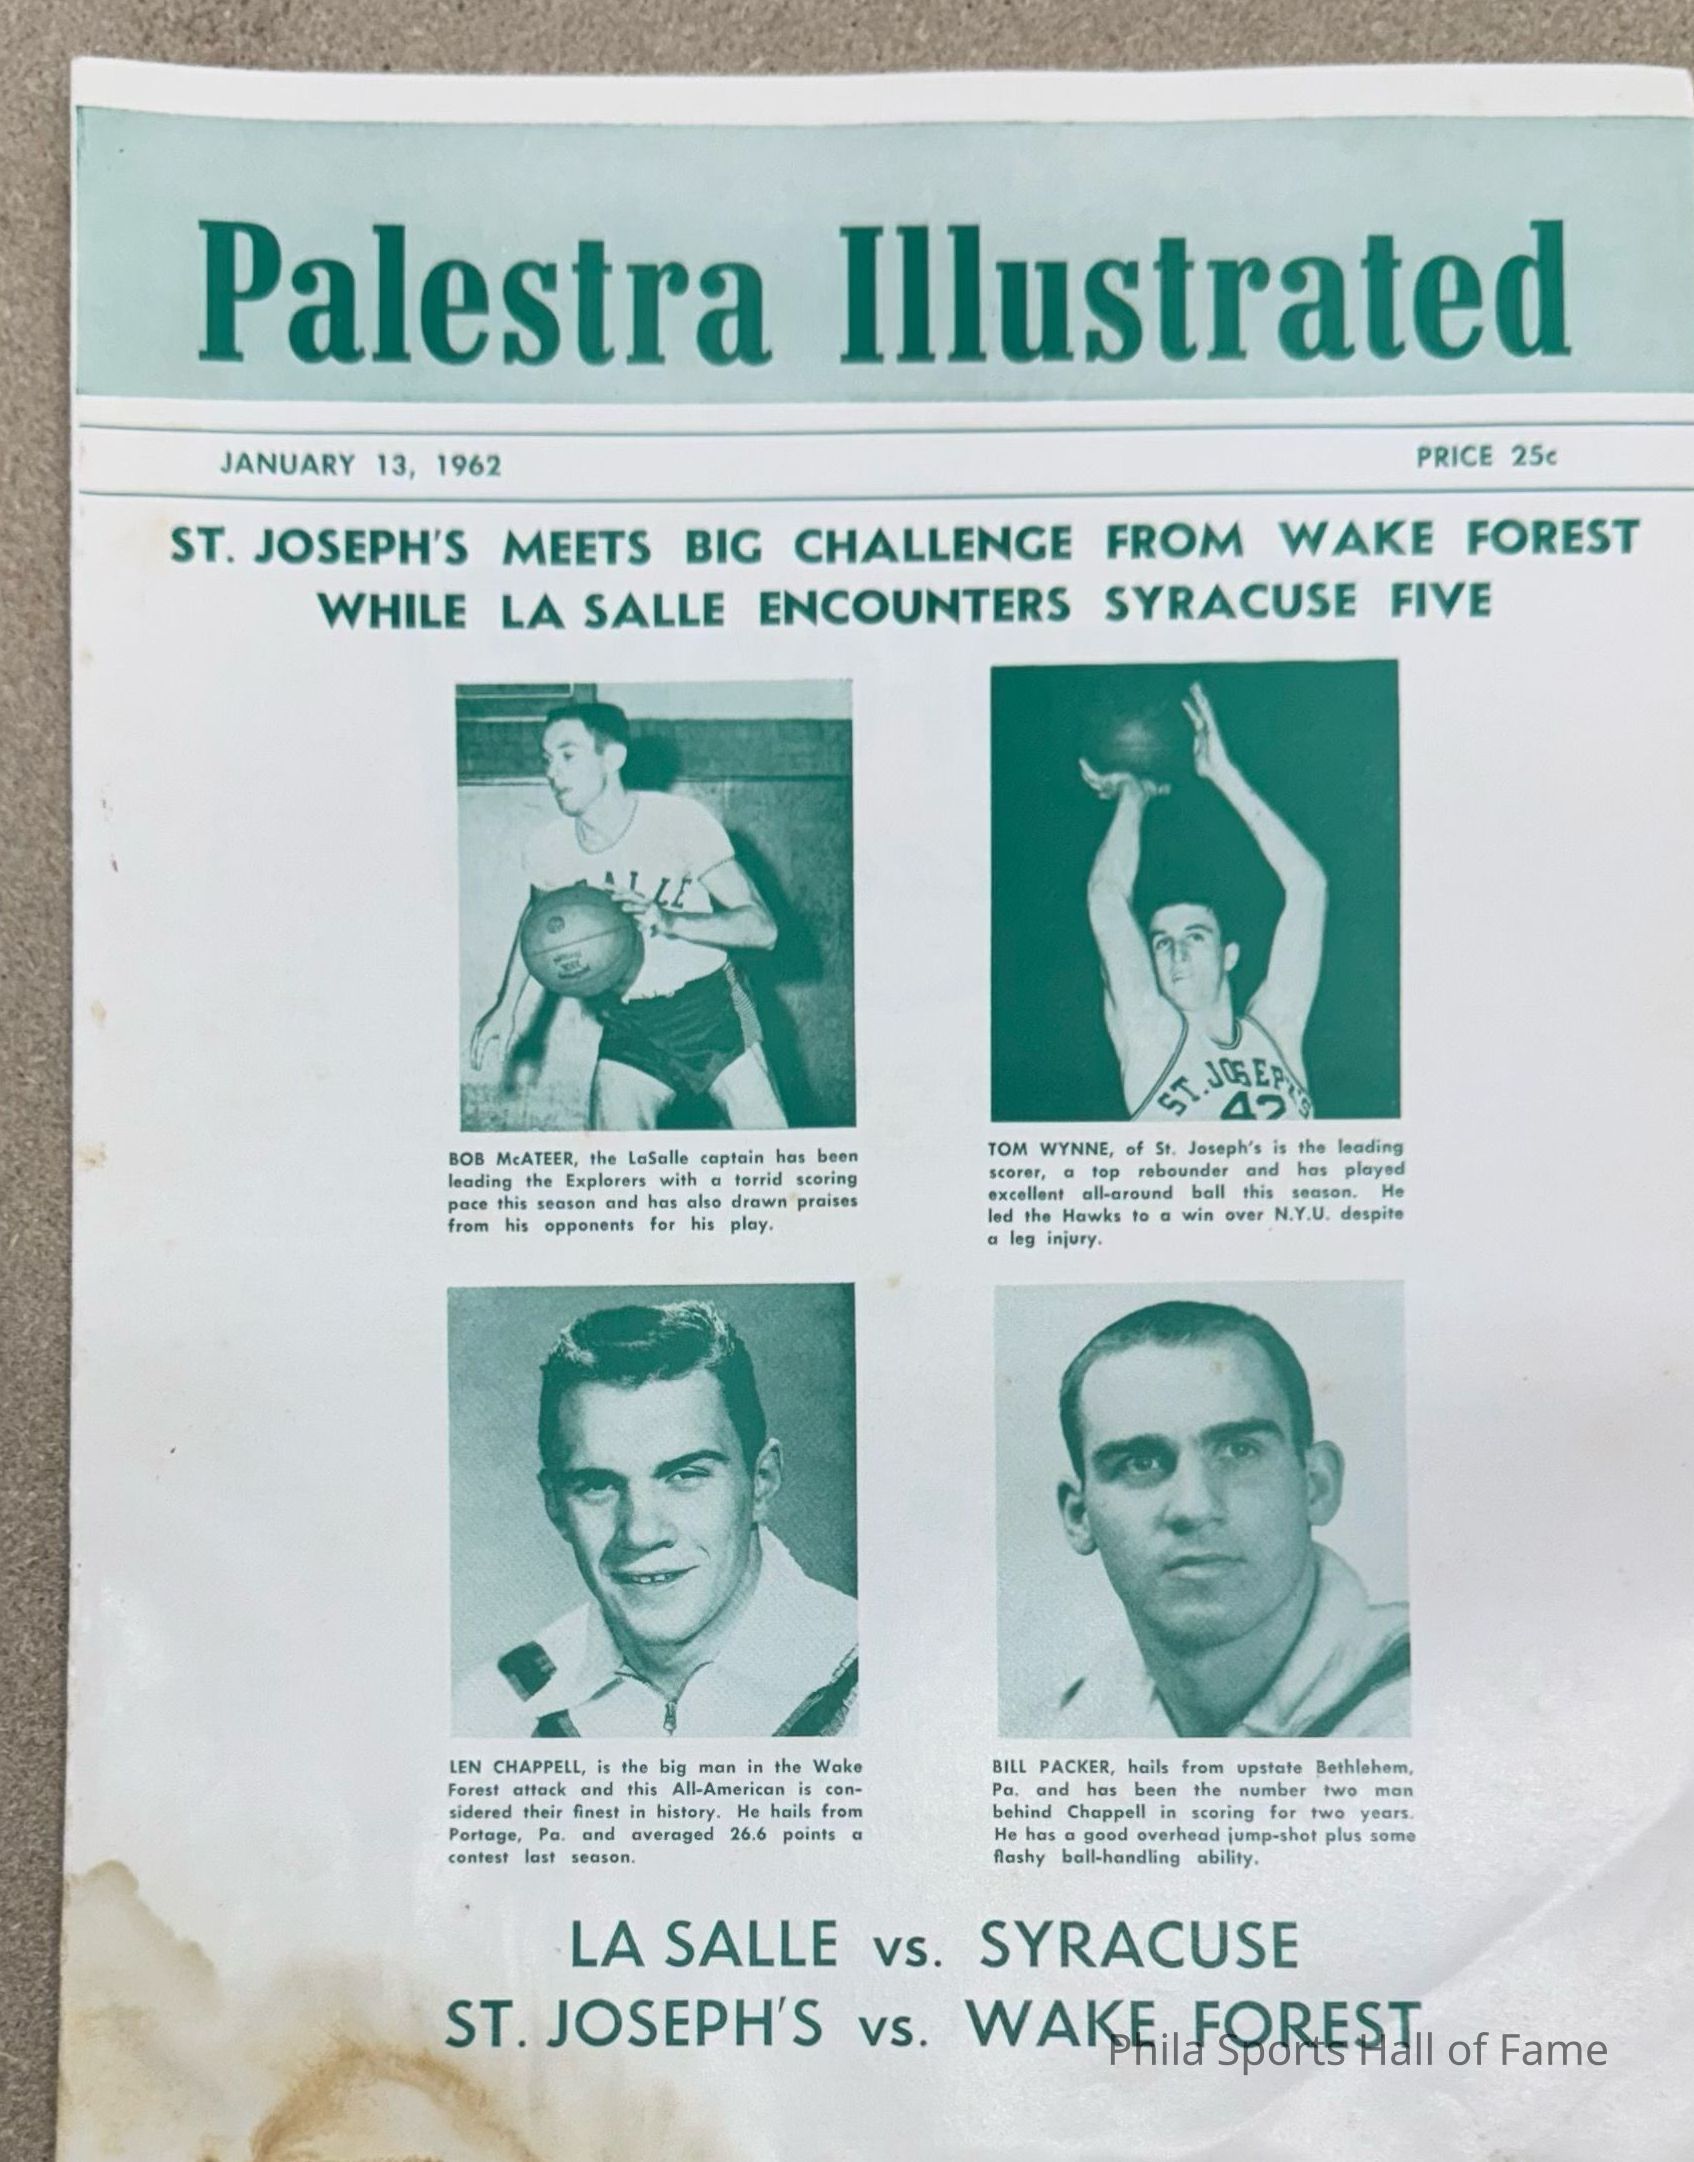 Palestra Illustrated
JANUARY 13, 1962 PRICE 25c
ST. JOSEPH'S MEETS BIG CHALLENGE FROM WAKE FOREST
WHILE LA SALLE ENCOUNTERS SYRACUSE FIVE
ALLE
ST. JOSEPH'S
42
BOB McATEER, the LaSalle captain has been
leading the Explorers with a torrid scoring
pace this season and has also drawn praises
from his opponents for his play.
TOM WYNNE, of St. Joseph's is the leading
scorer, a top rebounder and has played
excellent all-around ball this season. He
led the Hawks to a win over N.Y.U. despite
a leg injury.
LEN CHAPPELL, is the big man in the Wake
Forest attack and this All-American is con-
sidered their finest in history. He hails from
Portage, Pa. and averaged 26.6 points a
contest last season.
BILL PACKER, hails from upstate Bethlehem,
Pa. and has been the number two man
behind Chappell in scoring for two years.
He has a good overhead jump-shot plus some
flashy ball-handling ability.
LA SALLE vs. SYRACUSE
ST. JOSEPH'S vs. WAKE FOREST
Phila Sports Hall of Fame